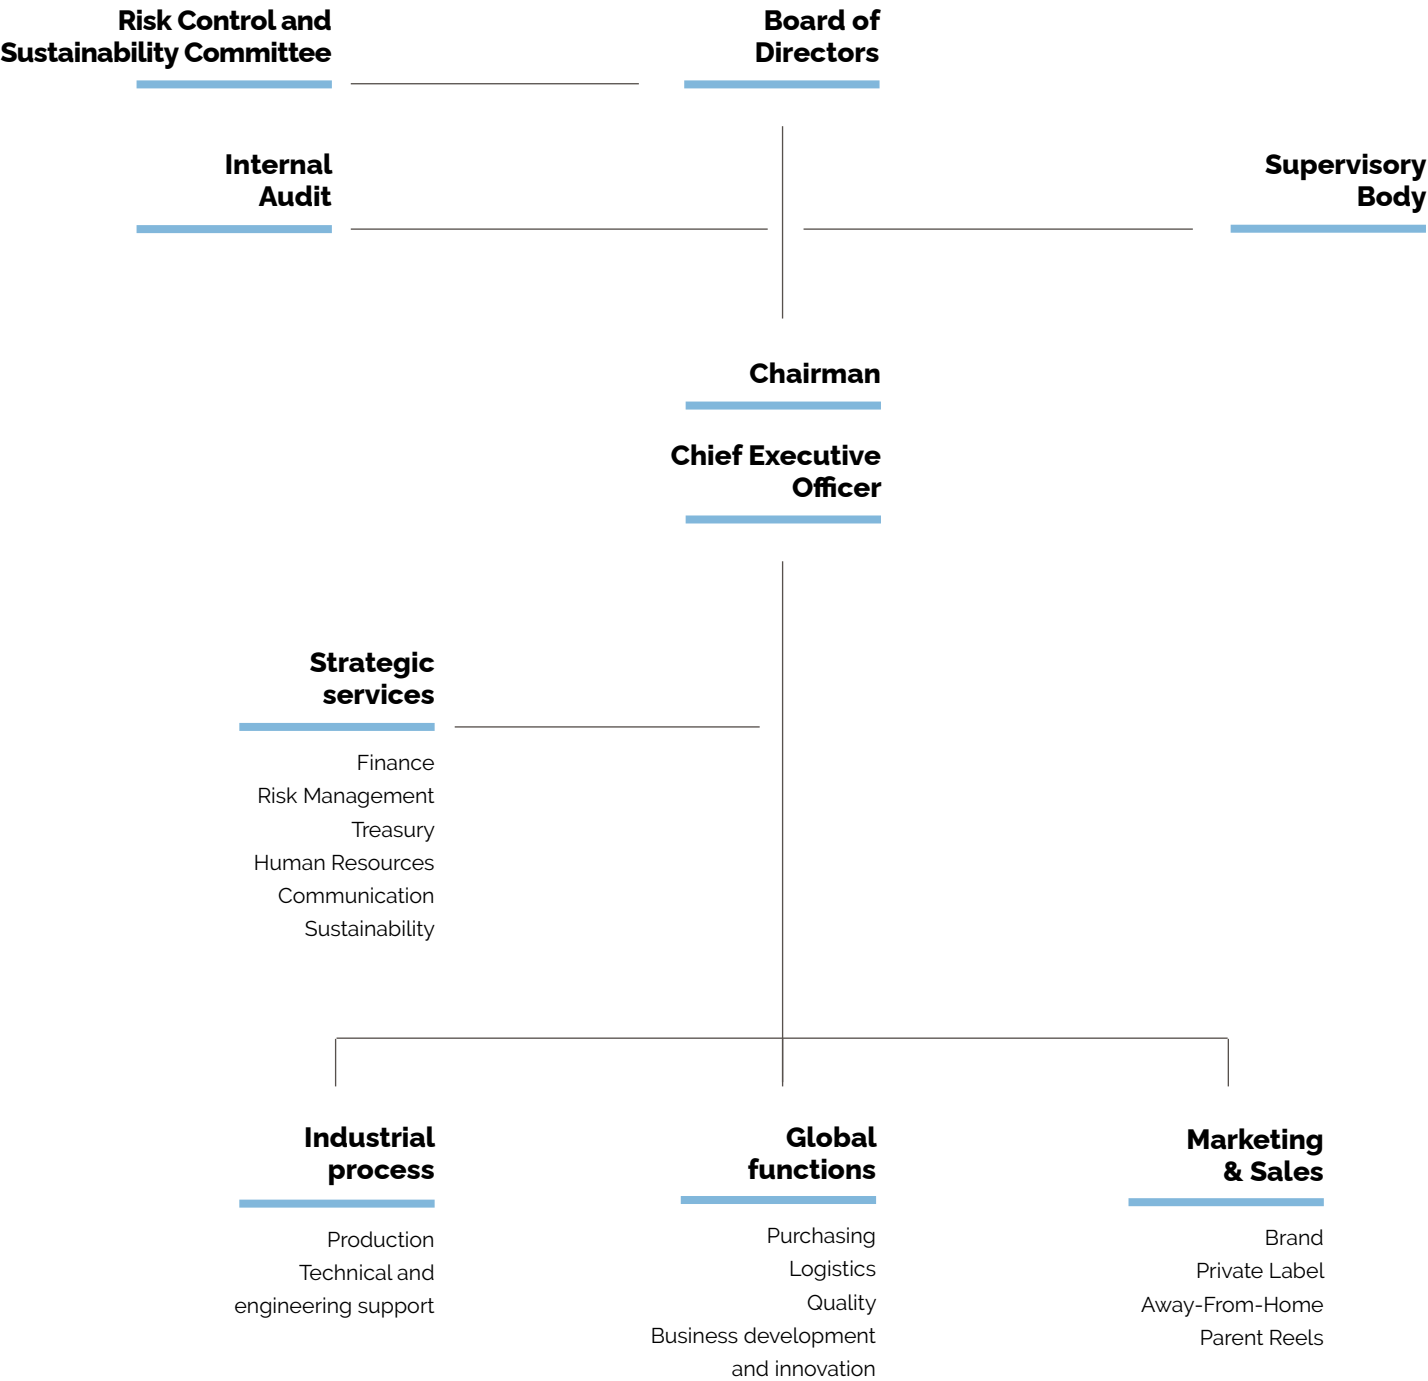 Risk Control and
Sustainability Committee
Board of
Directors
Internal
Audit
Supervisory
Body
Chairman
Chief Executive
Officer
Strategic
services
Finance
Risk Management
Treasury
Human Resources
Communication
Sustainability
Industrial
process
Production
Technical and
engineering support
Global
functions
Purchasing
Logistics
Quality
Business development
and innovation
Marketing
& Sales
Brand
Private Label
Away-From-Home
Parent Reels